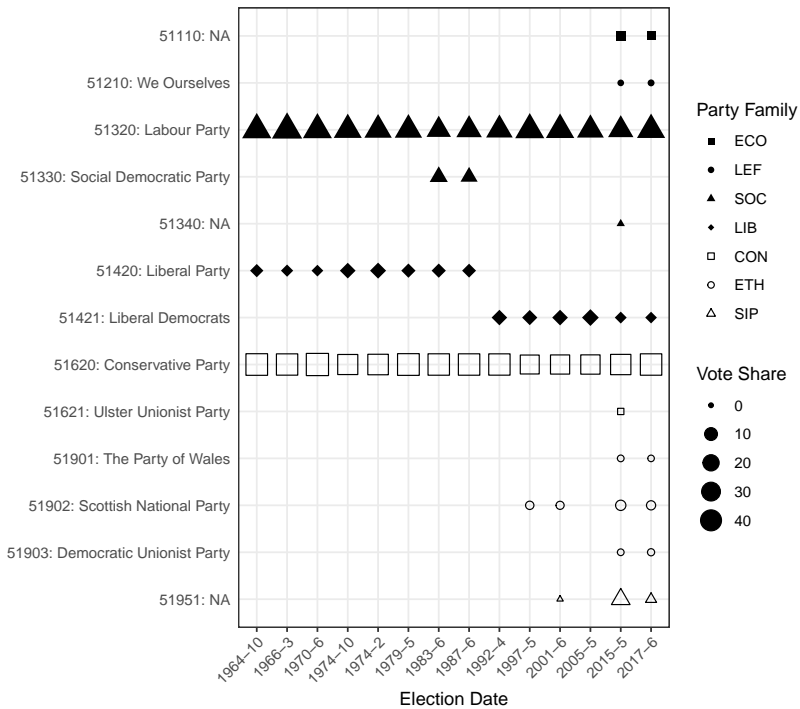 51110: NA
51210: We Ourselves
51320: Labour Party
51330: Social Democratic Party
51340: NA
51420: Liberal Party
51421: Liberal Democrats
51620: Conservative Party
51621: Ulster Unionist Party
51901: The Party of Wales
51902: Scottish National Party
51903: Democratic Unionist Party
51951: NA
1964–10
1966–3
1970–6
1974–10
1974–2
1979–5
1983–6
1987–6
1992–4
1997–5
2001–6
2005–5
2015–5
2017–6
Election Date
Party Family
ECO
LEF
SOC
LIB
CON
ETH
SIP
Vote Share
0
10
20
30
40